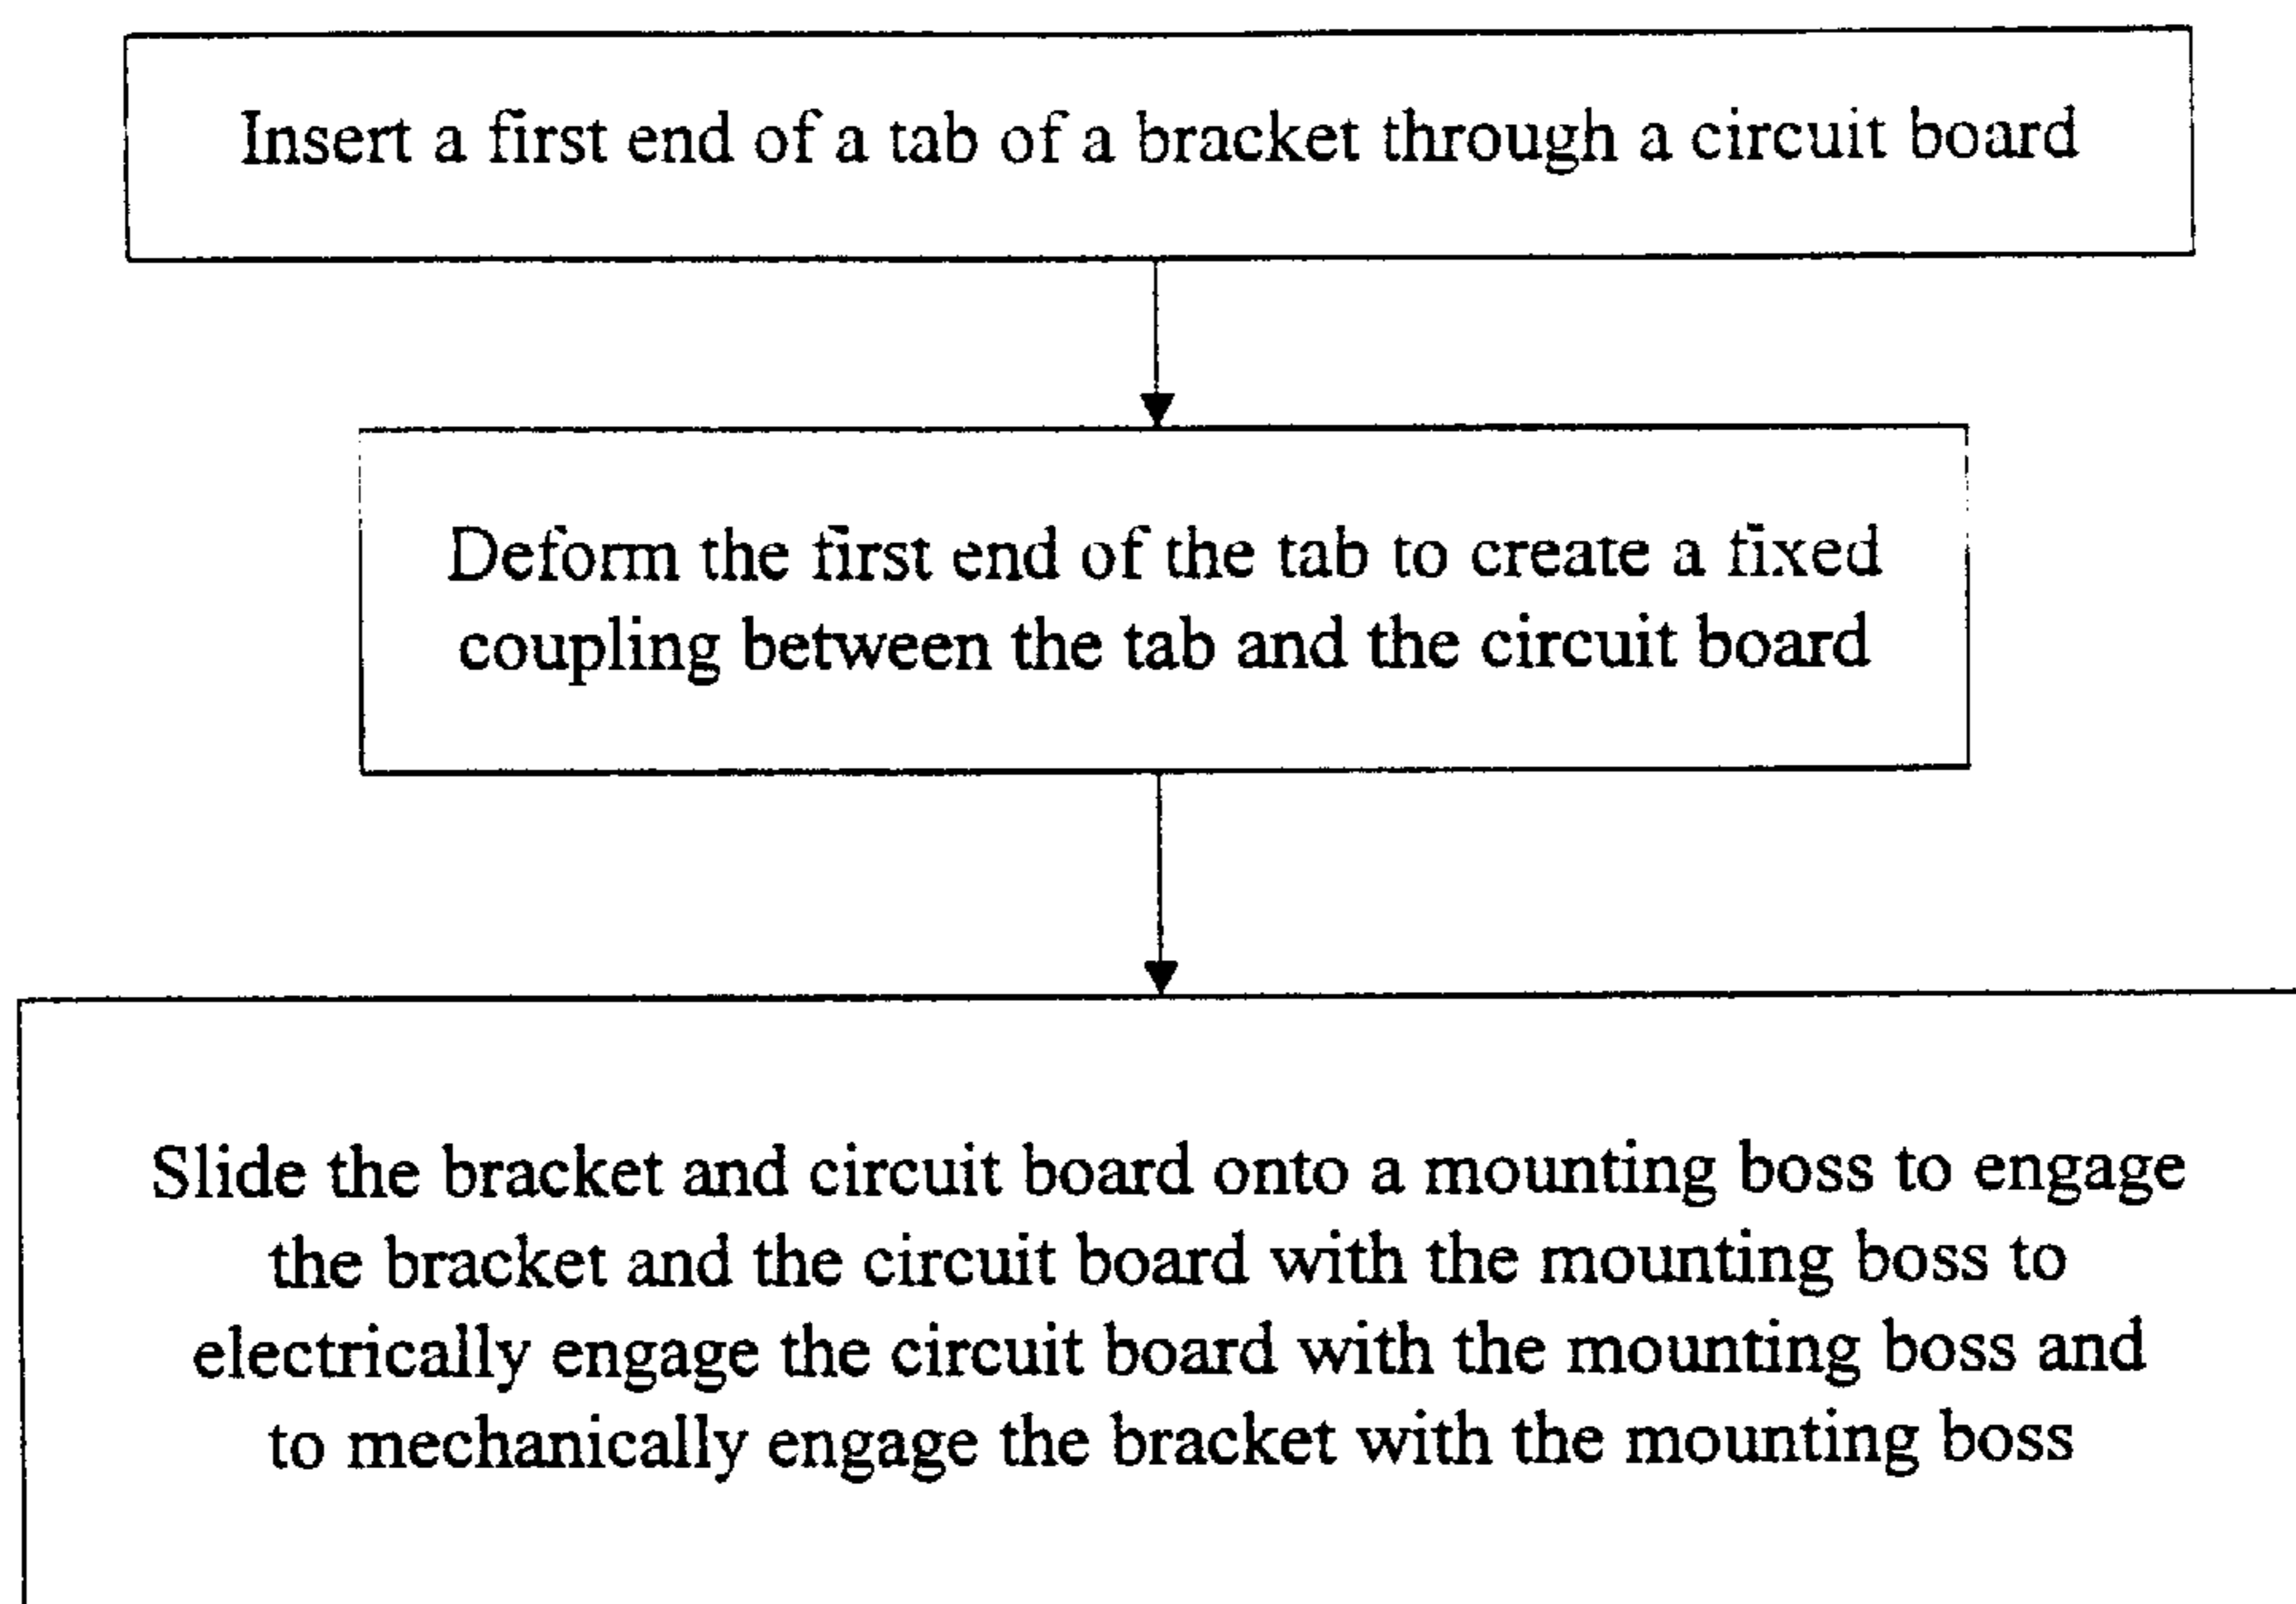 Insert a first end of a tab of a bracket through a circuit board
Deform the first end of the tab to create a fixed
coupling between the tab and the circuit board
Slide the bracket and circuit board onto a mounting boss to engage
the bracket and the circuit board with the mounting boss to
electrically engage the circuit board with the mounting boss and
to mechanically engage the bracket with the mounting boss